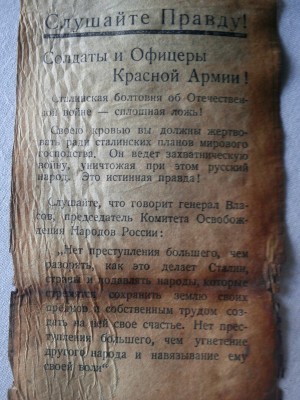 Слушайте Правду!
Солдаты и Офицеры
Красной Армии!
Сталинская болтовня об Отечествен-
ной войне — сплошная ложь!
Своею кровью вы должны жертво-
вать ради сталинских планов мирового
господства. Он ведет захватническую
войну, уничтожая при этом русский
народ. Это истинная правда!
Слушайте, что говорит генерал Вла-
сов, председатель Комитета Освобож-
дения Народов России:
„Нет преступления большего, чем
разорять, как это делает Сталин,
страны и подавлять народы, которые
стремятся сохранить землю своих
предков и собственным трудом соз-
дать на ней свое счастье. Нет прес-
тупления большего, чем угнетение
другого народа и навязывание ему
своей воли“